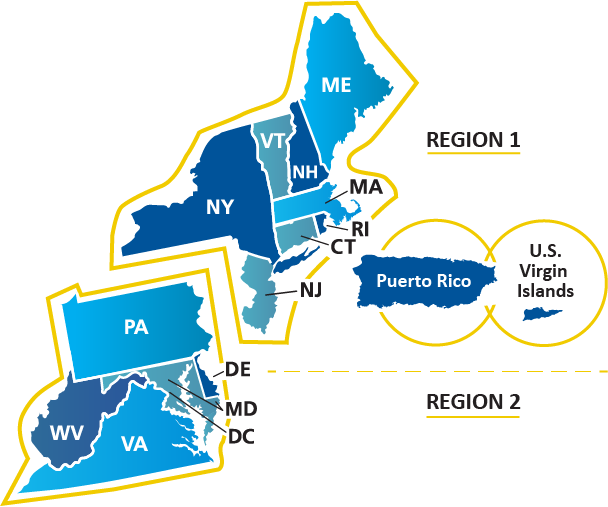 ME
REGION 1
VT
NH
MA
NY
RI
CT
U.S.
Virgin
Islands
Puerto Rico
NJ
PA
DE
REGION 2
MD
WV
VA
DC